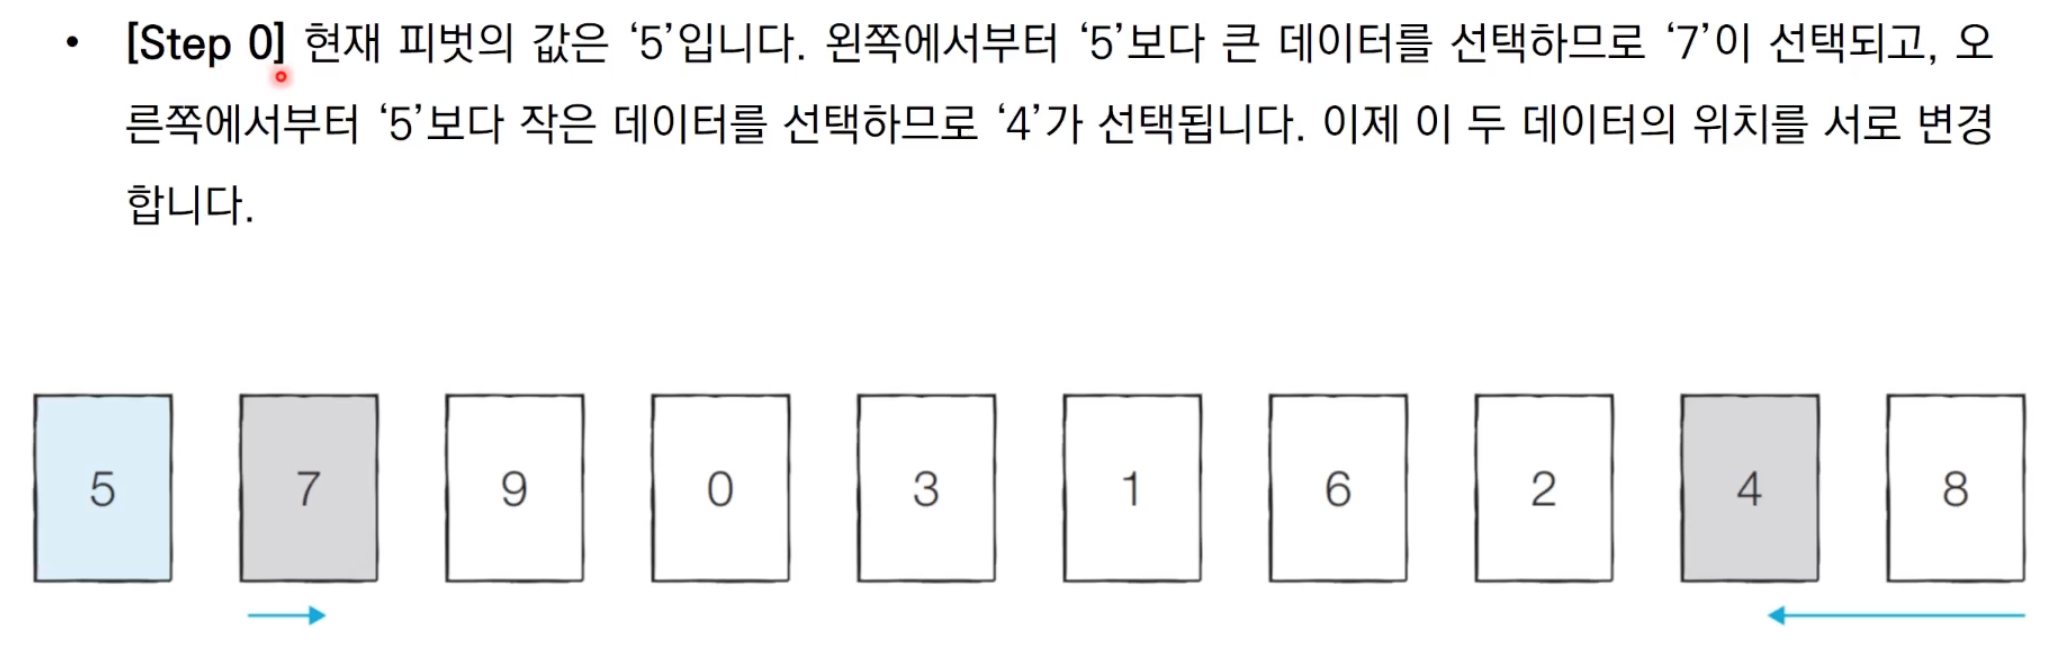 • [Step 0] 현재 피벗의 값은 ‘5’입니다. 왼쪽에서부터 ‘5’보다 큰 데이터를 선택하므로 ‘7’이 선택되고, 오
른쪽에서부터 ‘5’보다 작은 데이터를 선택하므로 ‘4’가 선택됩니다. 이제 이 두 데이터의 위치를 서로 변경
합니다.
5 7 9 0 3 1 6 2 4 8